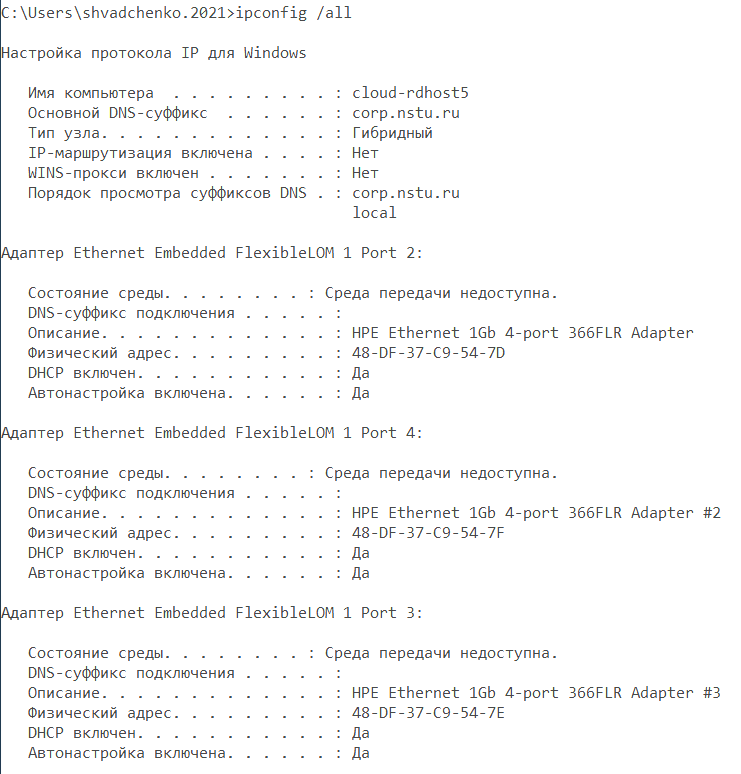 C:\Users\shvadchenko.2021>ipconfig /all
Настройка протокола IP для Windows
Имя компьютера  . . . . . . . . . : cloud-rdhost5
Основной DNS-суффикс  . . . . . . : corp.nstu.ru
Тип узла. . . . . . . . . . . . . : Гибридный
IP-маршрутизация включена . . . . : Нет
WINS-прокси включен . . . . . . . : Нет
Порядок просмотра суффиксов DNS . : corp.nstu.ru
local
Адаптер Ethernet Embedded FlexibleLOM 1 Port 2:
Состояние среды. . . . . . . . : Среда передачи недоступна.
DNS-суффикс подключения . . . . . :
Описание. . . . . . . . . . . . . : HPE Ethernet 1Gb 4-port 366FLR Adapter
Физический адрес. . . . . . . . . : 48-DF-37-C9-54-7D
DHCP включен. . . . . . . . . . . : Да
Автонастройка включена. . . . . . : Да
Адаптер Ethernet Embedded FlexibleLOM 1 Port 4:
Состояние среды. . . . . . . . : Среда передачи недоступна.
DNS-суффикс подключения . . . . . :
Описание. . . . . . . . . . . . . : HPE Ethernet 1Gb 4-port 366FLR Adapter #2
Физический адрес. . . . . . . . . : 48-DF-37-C9-54-7F
DHCP включен. . . . . . . . . . . : Да
Автонастройка включена. . . . . . : Да
Адаптер Ethernet Embedded FlexibleLOM 1 Port 3:
Состояние среды. . . . . . . . : Среда передачи недоступна.
DNS-суффикс подключения . . . . . :
Описание. . . . . . . . . . . . . : HPE Ethernet 1Gb 4-port 366FLR Adapter #3
Физический адрес. . . . . . . . . : 48-DF-37-C9-54-7E
DHCP включен. . . . . . . . . . . : Да
Автонастройка включена. . . . . . : Да